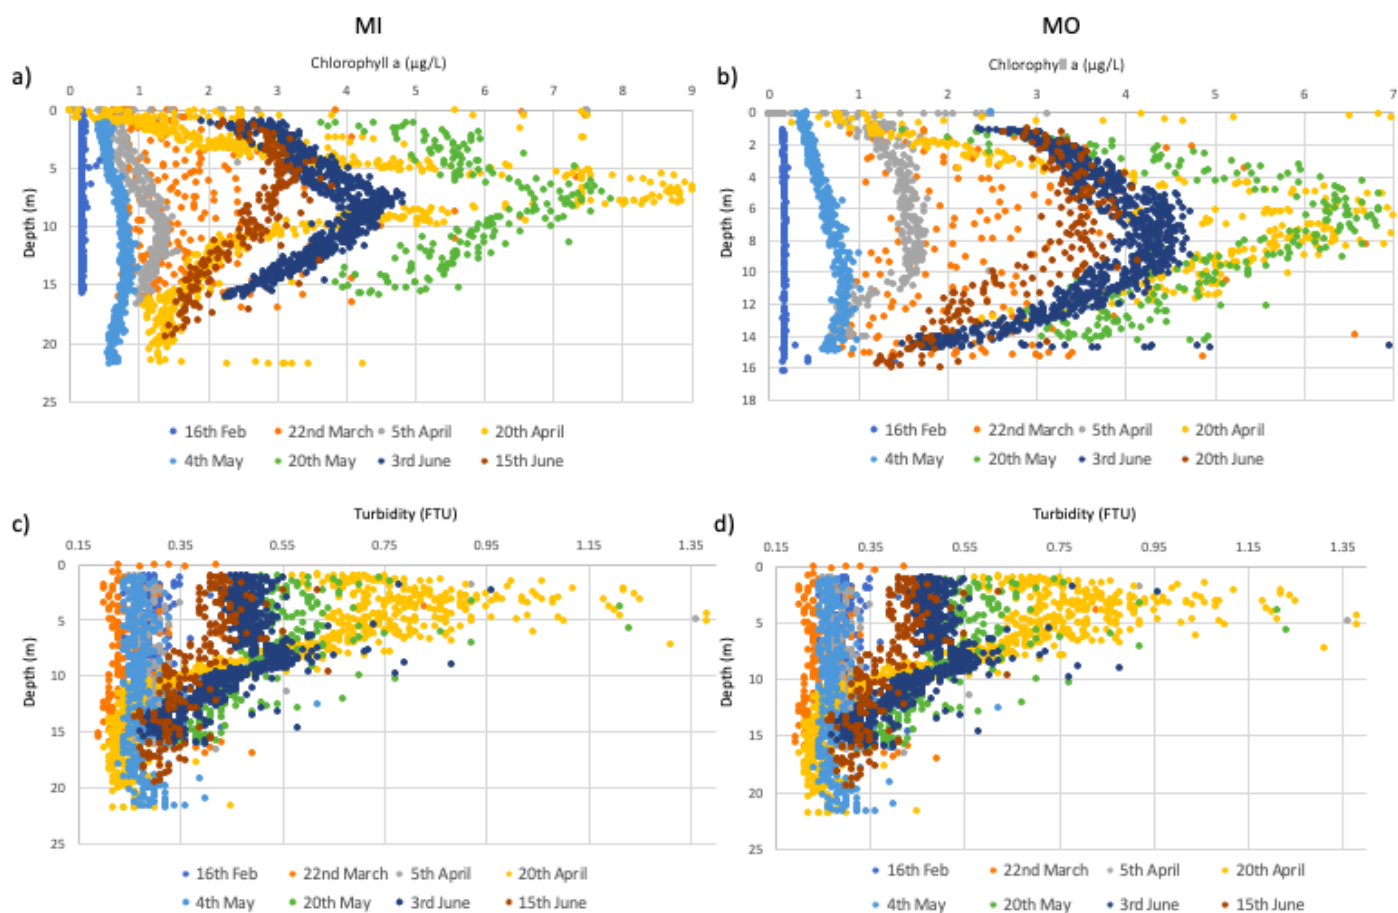 MI
MO
a)
Chlorophyll a (µg/L)
0 1 2 3 4 5 6 7 8 9
0
5
10
15
20
25
Depth (m)
16th Feb 22nd March 5th April 20th April
4th May 20th May 3rd June 15th June
b)
Chlorophyll a (µg/L)
0 1 2 3 4 5 6 7
0
2
4
6
8
10
12
14
16
18
Depth (m)
16th Feb 22nd March 5th April 20th April
4th May 20th May 3rd June 20th June
c)
Turbidity (FTU)
0.15 0.35 0.55 0.75 0.95 1.15 1.35
0
5
10
15
20
25
Depth (m)
16th Feb 22nd March 5th April 20th April
4th May 20th May 3rd June 15th June
d)
Turbidity (FTU)
0.15 0.35 0.55 0.75 0.95 1.15 1.35
0
5
10
15
20
25
Depth (m)
16th Feb 22nd March 5th April 20th April
4th May 20th May 3rd June 15th June